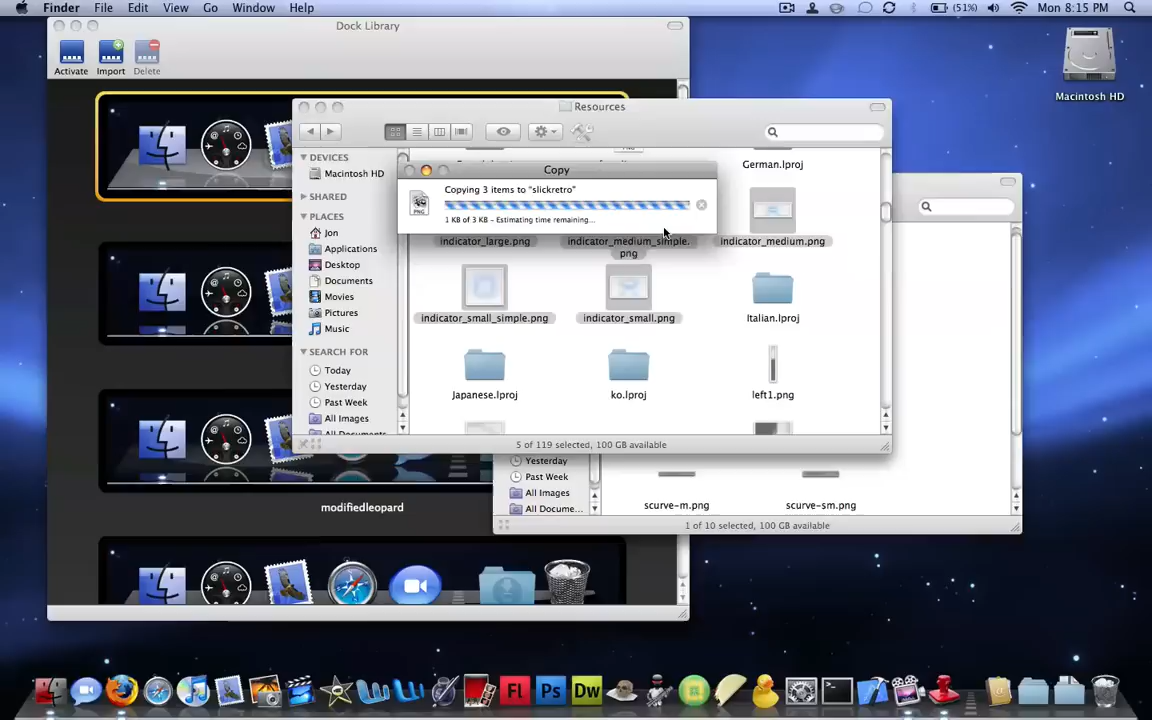 Finder File Edit View Go Window Help
(51%) Mon 8:15 PM
Dock Library
Activate Import Delete
Macintosh HD
Resources
DEVICES
Macintosh HD
SHARED
PLACES
Jon
Applications
Desktop
Documents
Movies
Pictures
Music
SEARCH FOR
Today
Yesterday
Past Week
All Images
All Documents
German.lproj
Copy
Copying 3 items to "slickretro"
1 KB of 3 KB - Estimating time remaining...
PNG
indicator_large.png
indicator_medium_simple.
png
indicator_medium.png
indicator_small_simple.png
indicator_small.png
Italian.lproj
Japanese.lproj
ko.lproj
left1.png
5 of 119 selected, 100 GB available
Yesterday
Past Week
All Images
All Docume...
scurve-m.png
scurve-sm.png
1 of 10 selected, 100 GB available
modifiedleopard
Fl Ps Dw